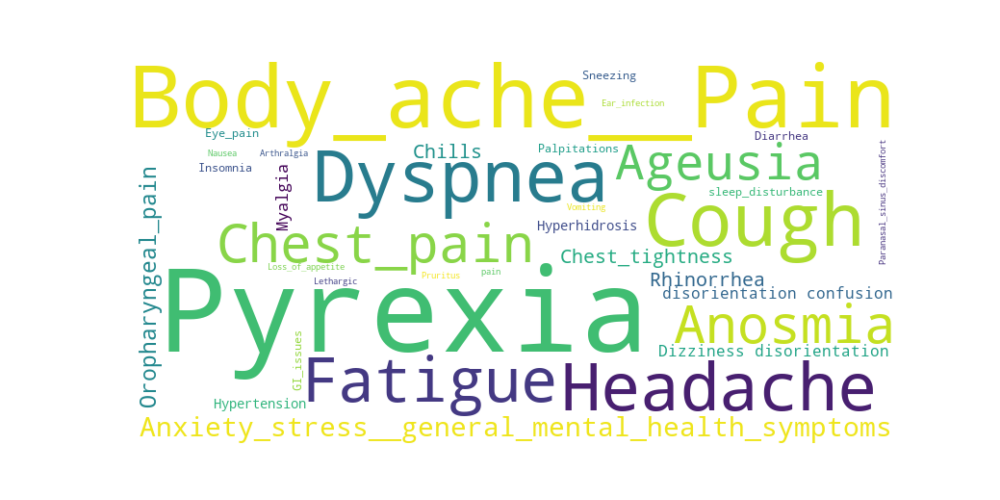 Body_ache___Pain
Sneezing
Ear_infection
Eye_pain
Diarrhea
Nausea
Arthralgia
Chills
Palpitations
Ageusia
Insomnia
Myalgia
Dyspnea
sleep_disturbance
Paranasal_sinus_discomfort
Oropharyngeal_pain
Vomiting
Cough
Chest_pain
Hyperhidrosis
Chest_tightness
Loss_of_appetite
Pruritus
pain
Lethargic
Rhinorrhea
disorientation confusion
Pyrexia
Anosmia
GI_issues
Dizziness disorientation
Fatigue
Headache
Hypertension
Anxiety_stress__general_mental_health_symptoms